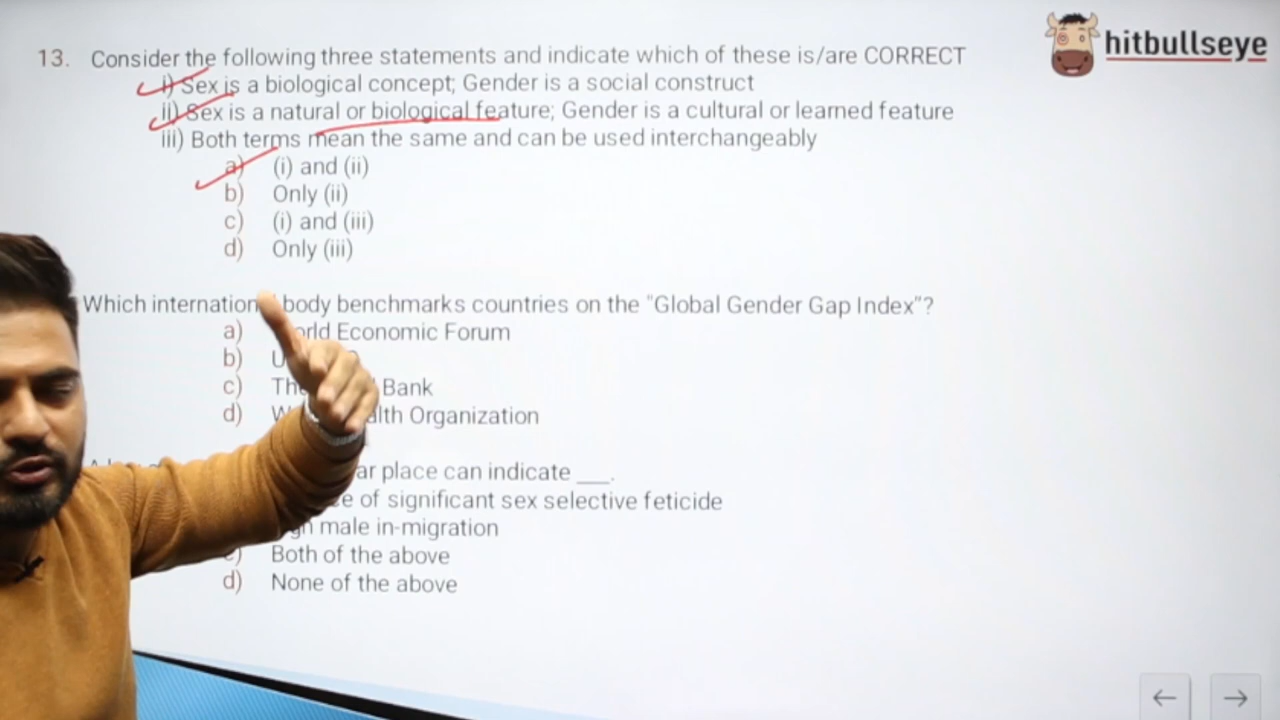 hitbullseye
13. Consider the following three statements and indicate which of these is/are CORRECT
i) Sex is a biological concept; Gender is a social construct
ii) Sex is a natural or biological feature; Gender is a cultural or learned feature
iii) Both terms mean the same and can be used interchangeably
a) (i) and (ii)
b) Only (ii)
c) (i) and (iii)
d) Only (iii)
Which body benchmarks countries on the "Global Gender Gap Index"?
a) Economic Forum
b)
c) Bank
d) Organization
place can indicate ___.
of significant sex selective feticide
male in-migration
Both of the above
d) None of the above